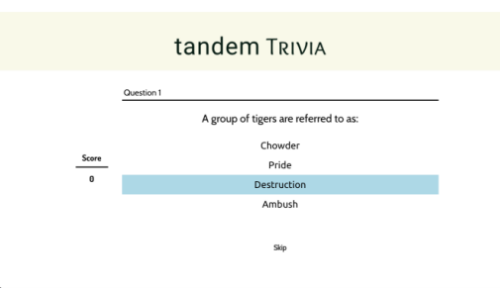 tandem TRIVIA
Question 1
A group of tigers are referred to as:
Chowder
Pride
Score
0
Destruction
Ambush
Skip